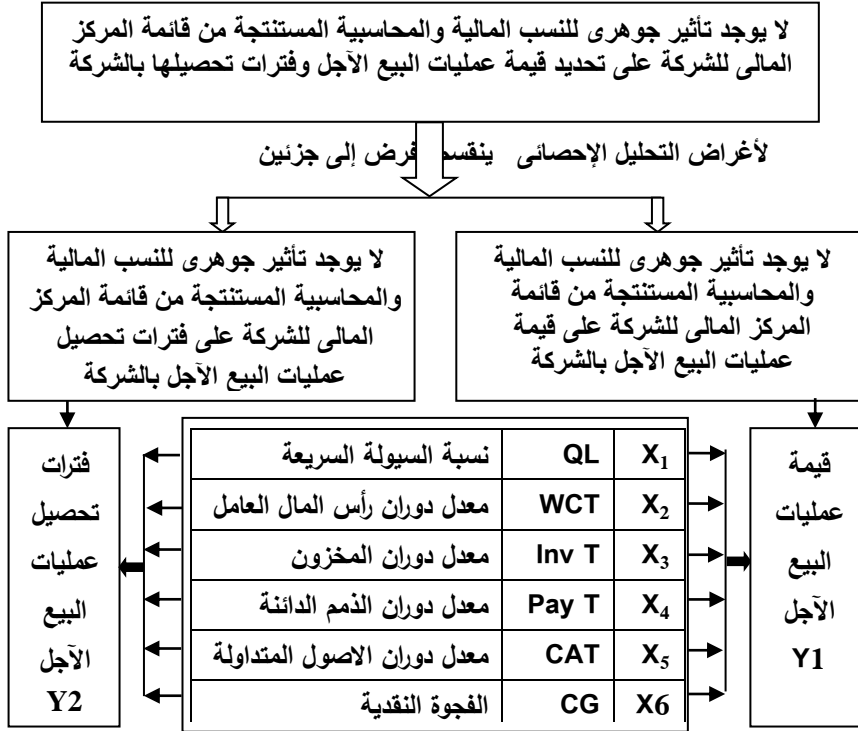 لا يوجد تأثير جوهرى للنسب المالية والمحاسبية المستنتجة من قائمة المركز
المالى للشركة على تحديد قيمة عمليات البيع الآجل وفترات تحصيلها بالشركة
لأغراض التحليل الإحصائى ينقسم فرض إلى جزئين
لا يوجد تأثير جوهرى للنسب المالية
والمحاسبية المستنتجة من قائمة
المركز المالى للشركة على قيمة
عمليات البيع الآجل بالشركة
لا يوجد تأثير جوهرى للنسب المالية
والمحاسبية المستنتجة من قائمة المركز
المالى للشركة على فترات تحصيل
عمليات البيع الآجل بالشركة
قيمة
عمليات
البيع
الآجل
Y1
X1 QL نسبة السيولة السريعة
X2 WCT معدل دوران رأس المال العامل
X3 Inv T معدل دوران المخزون
X4 Pay T معدل دوران الذمم الدائنة
X5 CAT معدل دوران الاصول المتداولة
X6 CG الفجوة النقدية
فترات
تحصيل
عمليات
البيع
الآجل
Y2